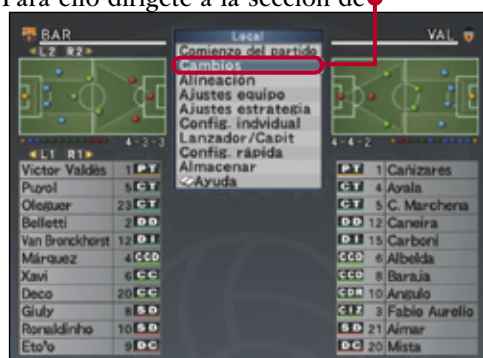 Para ello dirígete a la sección de
BAR Local VAL
L2 R2
Comienzo del partido
Cambios
Alineación
Ajustes equipo
Ajustes estrategia
Config. indvidual
Lanzador/Capit
Config. rápida
Almacenar
Ayuda
4-3-3
4-4-2
L1 R1
Víctor Valdés 1 PT
Puyol 5 CT
Oleguer 23 CT
Belletti 2 DD
Van Bronckhorst 12 DI
Márquez 4 CCD
Xavi 6 CC
Deco 20 CC
Giuly 8 SD
Ronaldinho 10 SD
Eto'o 9 DC
PT 1 Cañizares
CT 4 Ayala
CT 5 C. Marchena
DD 12 Caneira
DI 15 Carboni
CCD 6 Albelda
CCD 8 Baraja
CDR 10 Angulo
CIZ 3 Fabio Aurelio
SD 21 Aimar
DC 20 Mista